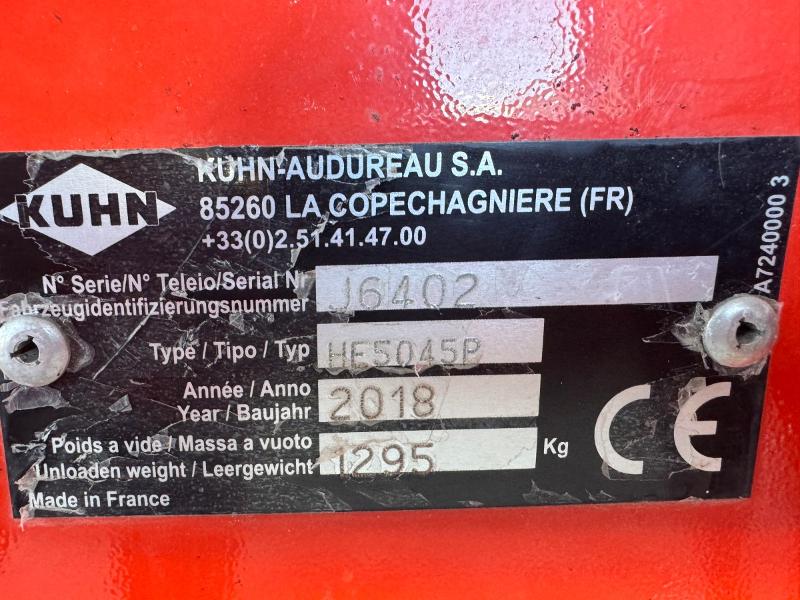 KUHN
KUHN-AUDUREAU S.A.
85260 LA COPECHAGNIERE (FR)
+33(0)2.51.41.47.00
N° Serie/N° Teleio/Serial Nr
Fahrzeugidentifizierungsnummer
J6402
Type / Tipo / Typ HE5045P
Année / Anno
Year / Baujahr
2018
Poids a vide / Massa a vuoto
Unloaden weight / Leergewicht
1295 Kg
Made in France
CE
A7240000 3